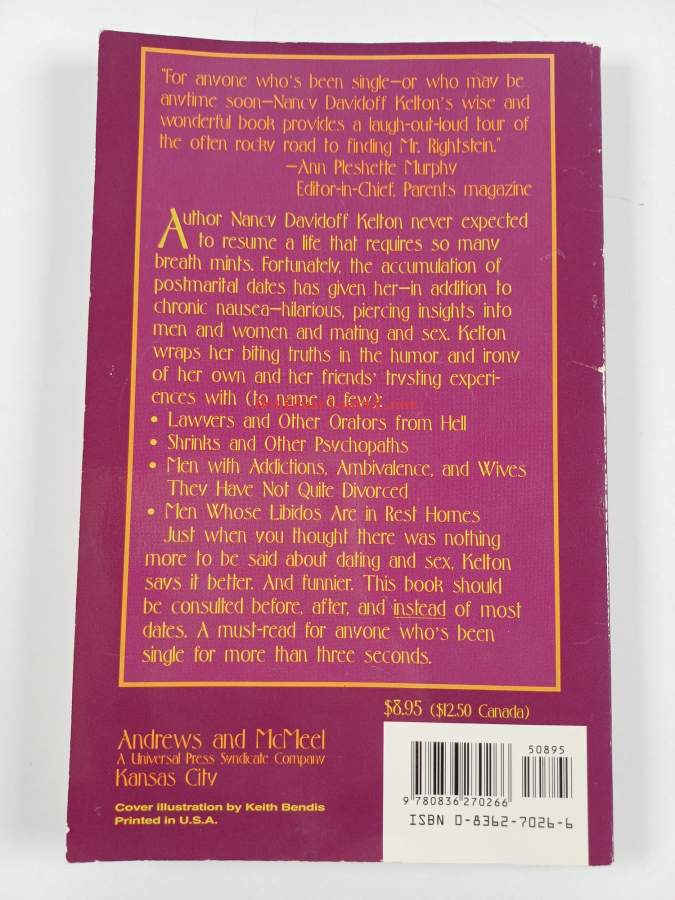 "For anyone who's been single—or who may be
anytime soon—Nancy Davidoff Kelton's wise and
wonderful book provides a laugh-out-loud tour of
the often rocky road to finding Mr. Rightstein."
—Ann Pleshette Murphy
Editor-in-Chief, Parents magazine
Author Nancy Davidoff Kelton never expected
to resume a life that requires so many
breath mints. Fortunately, the accumulation of
postmarital dates has given her—in addition to
chronic nausea—hilarious, piercing insights into
men and women and mating and sex. Kelton
wraps her biting truths in the humor and irony
of her own and her friends' trysting experi-
ences with (to name a few):
• Lawyers and Other Orators from Hell
• Shrinks and Other Psychopaths
• Men with Addictions, Ambivalence, and Wives
They Have Not Quite Divorced
• Men Whose Libidos Are in Rest Homes
Just when you thought there was nothing
more to be said about dating and sex, Kelton
says it better. And funnier. This book should
be consulted before, after, and instead of most
dates. A must-read for anyone who's been
single for more than three seconds.
$8.95 ($12.50 Canada)
Andrews and McMeel
A Universal Press Syndicate Company
Kansas City
Cover illustration by Keith Bendis
Printed in U.S.A.
50895
9 780836 270266
ISBN 0-8362-7026-6